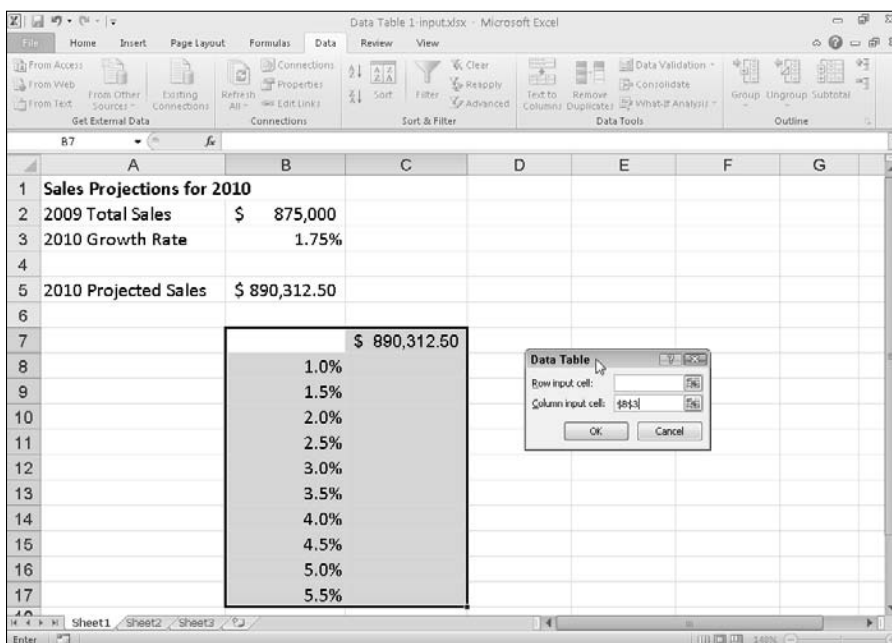 Data Table 1-input.xlsx - Microsoft Excel
File Home Insert Page Layout Formulas Data Review View
From Access
From Web
From Text
From Other Sources
Existing Connections
Get External Data
Refresh All
Connections
Properties
Edit Links
Connections
Sort
Filter
Clear
Reapply
Advanced
Sort & Filter
Text to Columns
Remove Duplicates
Data Validation
Consolidate
What-If Analysis
Data Tools
Group
Ungroup
Subtotal
Outline
B7 fx
A B C D E F G
1 Sales Projections for 2010
2 2009 Total Sales $ 875,000
3 2010 Growth Rate 1.75%
4
5 2010 Projected Sales $ 890,312.50
6
7 $ 890,312.50
8 1.0%
9 1.5%
10 2.0%
11 2.5%
12 3.0%
13 3.5%
14 4.0%
15 4.5%
16 5.0%
17 5.5%
Data Table
Row input cell:
Column input cell: $B$3
OK Cancel
Sheet1 Sheet2 Sheet3
Enter 140%